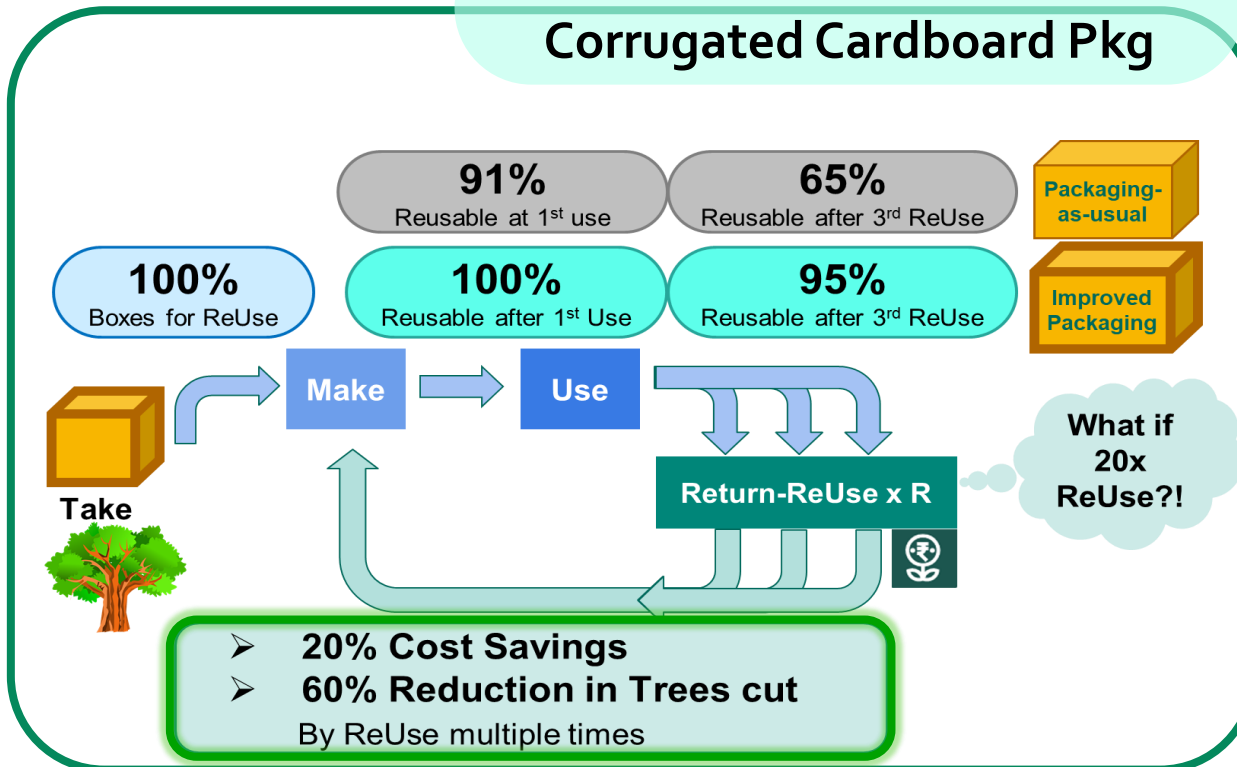 Corrugated Cardboard Pkg
91%
Reusable at 1st use
65%
Reusable after 3rd ReUse
Packaging-
as-usual
100%
Boxes for ReUse
100%
Reusable after 1st Use
95%
Reusable after 3rd ReUse
Improved
Packaging
Make
Use
What if
20x
ReUse?!
Return-ReUse x R
₹
Take
➢ 20% Cost Savings
➢ 60% Reduction in Trees cut
By ReUse multiple times